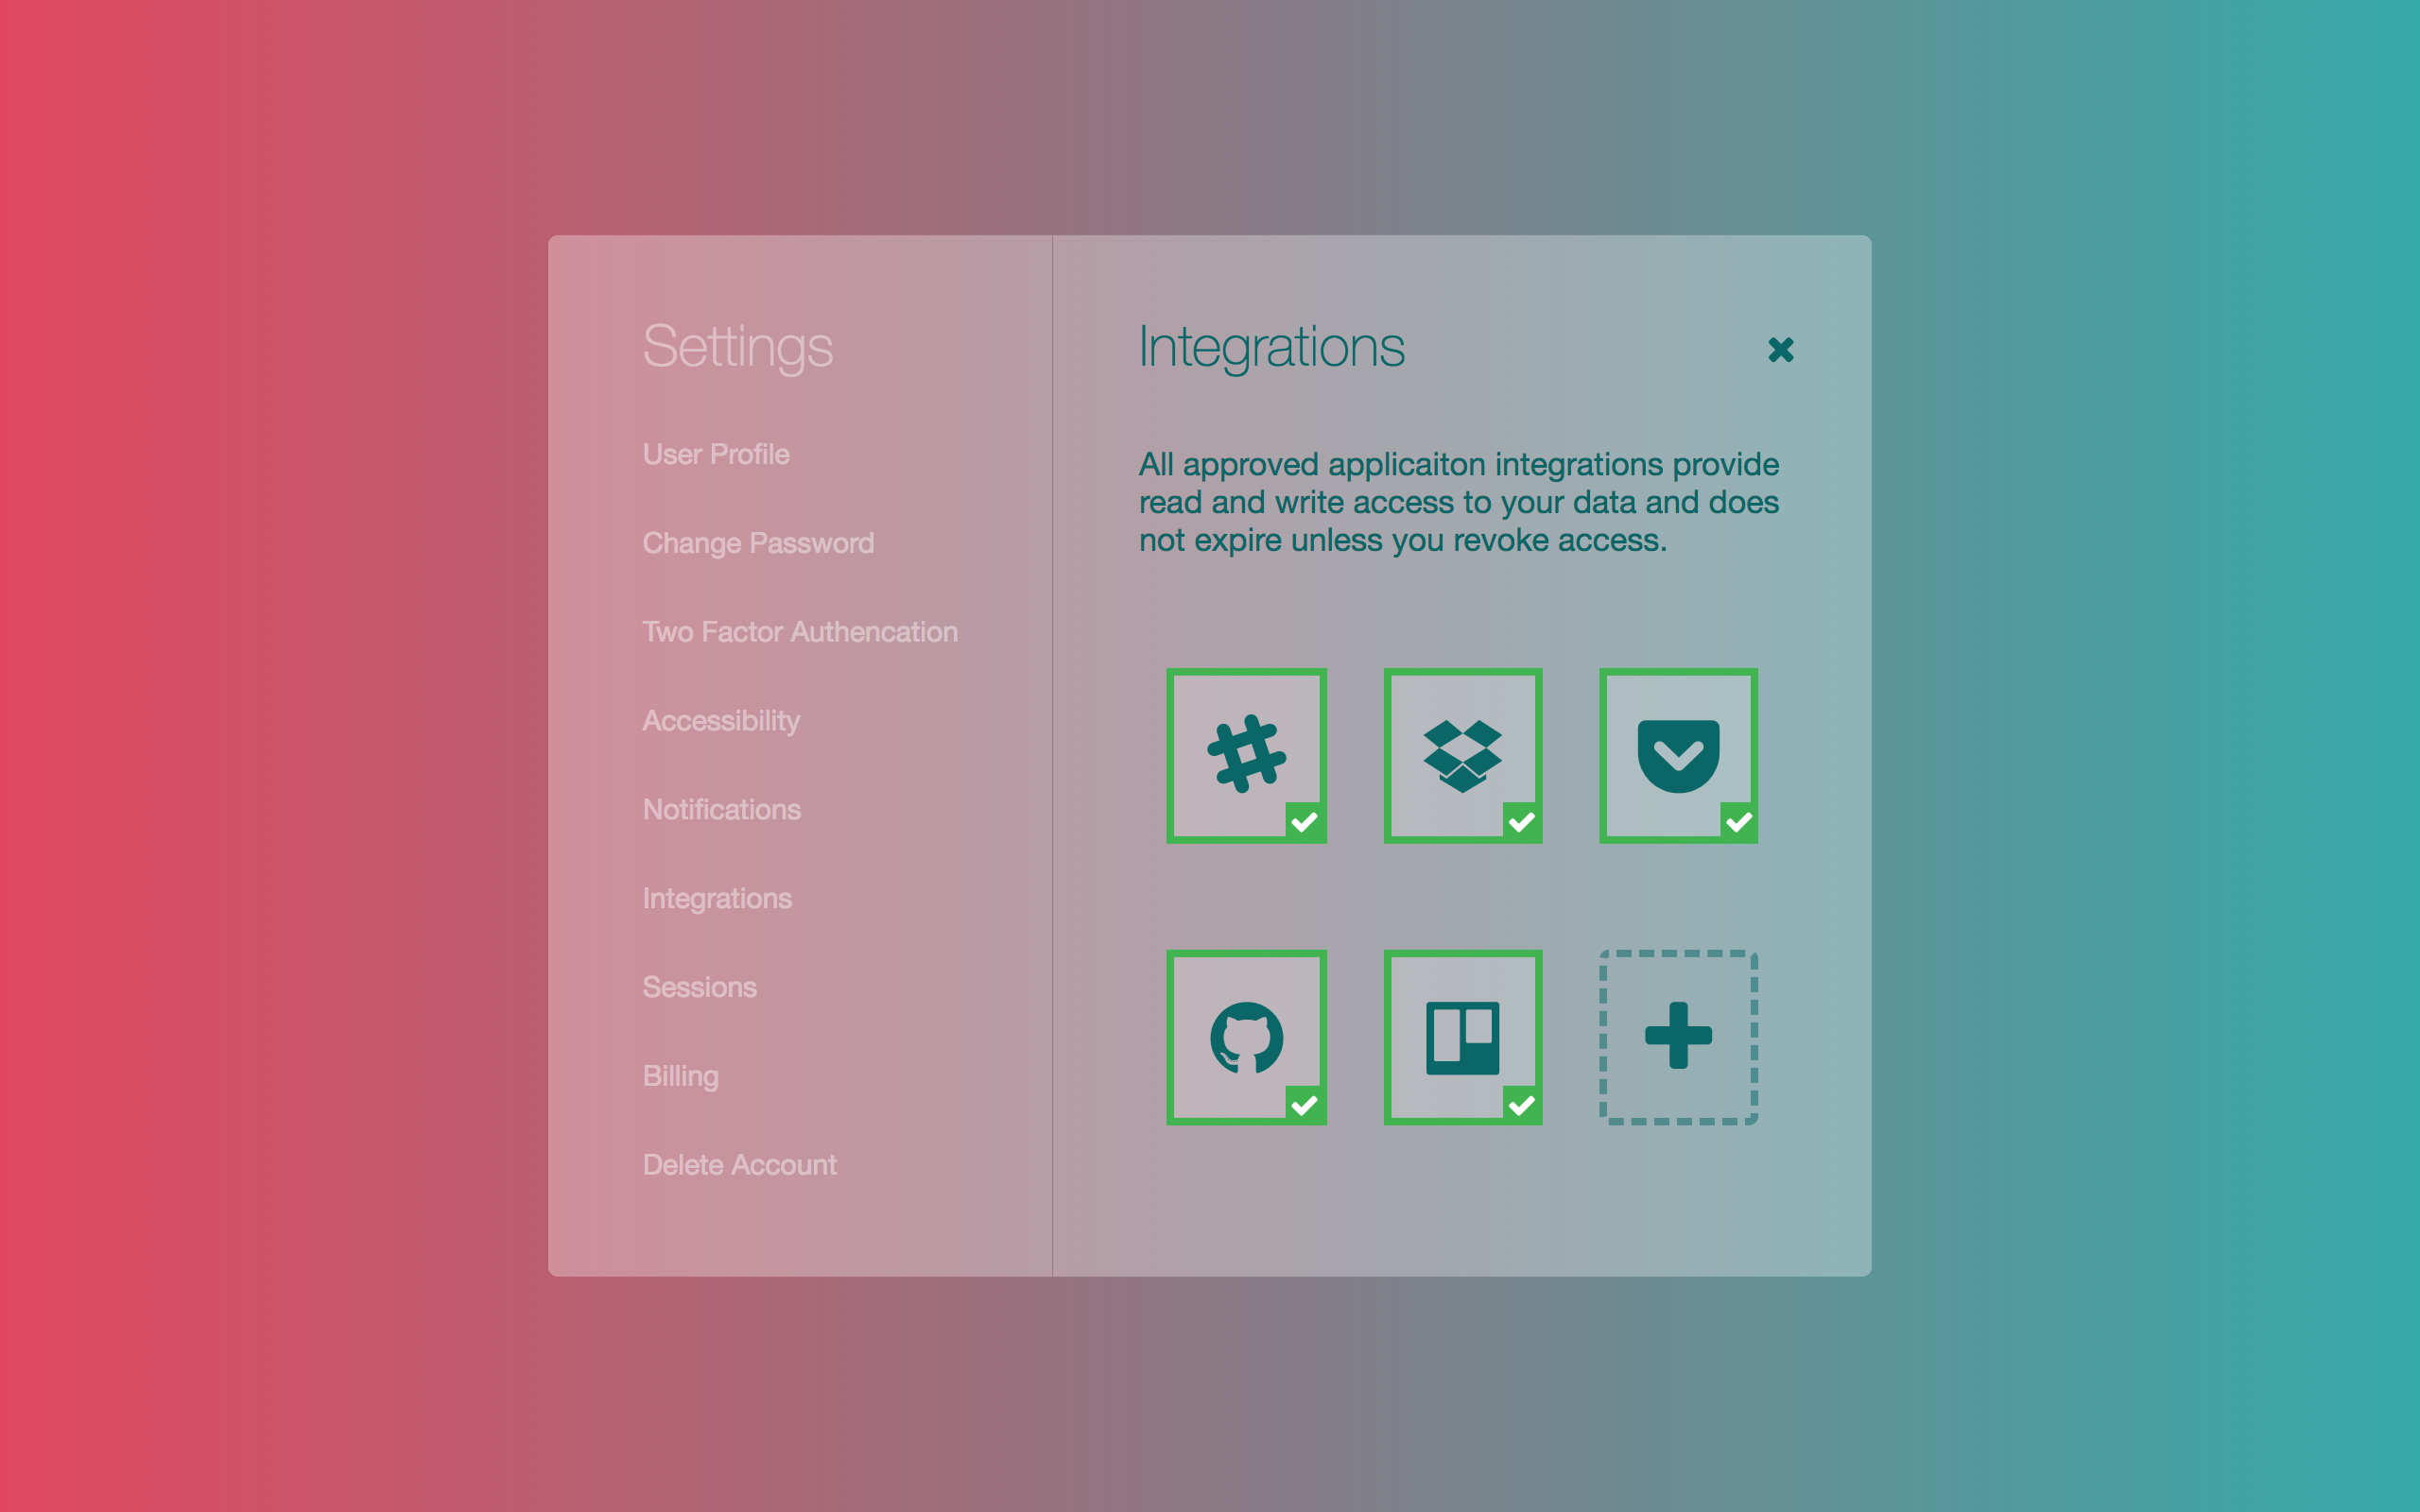 Settings
User Profile
Change Password
Two Factor Authencation
Accessibility
Notifications
Integrations
Sessions
Billing
Delete Account
Integrations
All approved applicaiton integrations provide
read and write access to your data and does
not expire unless you revoke access.